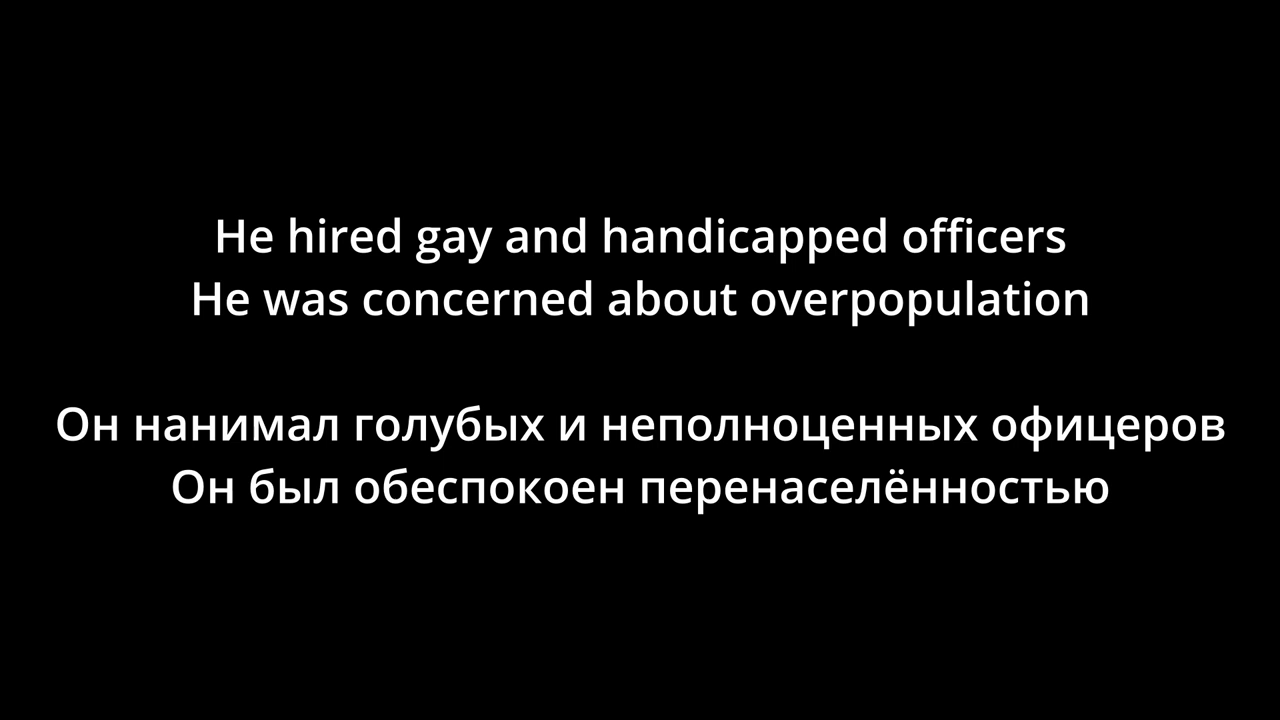 He hired gay and handicapped officers
He was concerned about overpopulation
Он нанимал голубых и неполноценных офицеров
Он был обеспокоен перенаселённостью